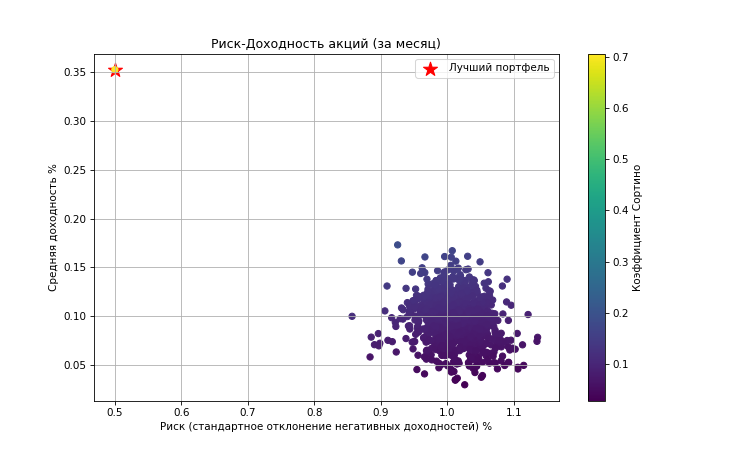 Риск-Доходность акций (за месяц)
Лучший портфель
Средняя доходность %
0.35
0.30
0.25
0.20
0.15
0.10
0.05
0.5 0.6 0.7 0.8 0.9 1.0 1.1
Риск (стандартное отклонение негативных доходностей) %
0.7
0.6
0.5
0.4
0.3
0.2
0.1
Коэффициент Сортино